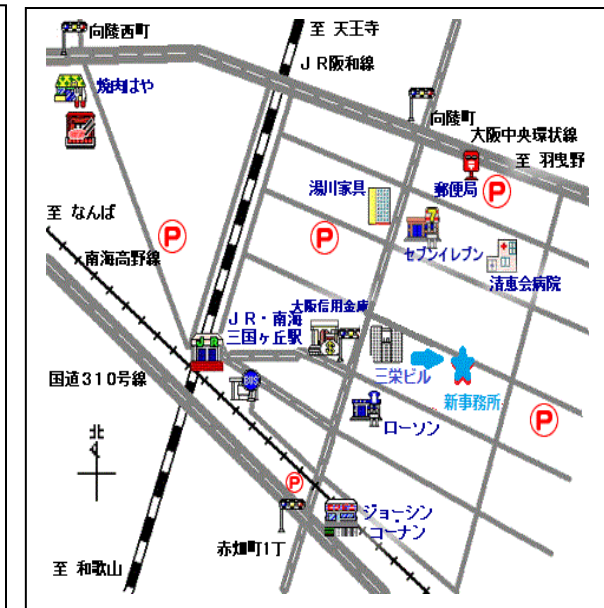 至 天王寺
向陵西町
ＪＲ阪和線
焼肉はや
向陵町
大阪中央環状線
至 羽曳野
湯川家具
郵便局
P
至 なんば
P
P
セブンイレブン
南海高野線
清恵会病院
大阪信用金庫
ＪＲ・南海
三国ヶ丘駅
JR
国道３１０号線
BUS
三栄ビル
新事務所
P
ローソン
北
P
ジョーシン
コーナン
赤畑町1丁
至 和歌山